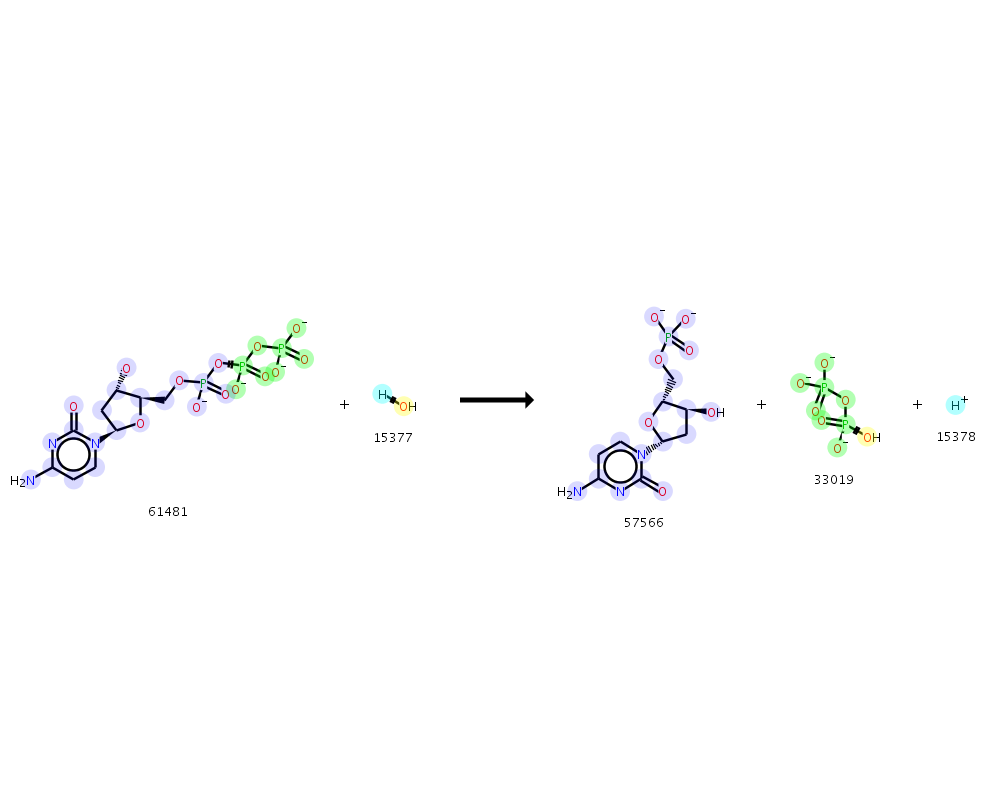 O
O⁻ O
P
O
O⁻
O O P O P O
O O⁻ O⁻
O P O
O⁻
O
N N
H₂N
61481
+
H OH
15377
O⁻ O⁻
P
O
O
O OH
N
N O
H₂N
57566
+
O⁻
O⁻ P
O O
O P OH
O⁻
33019
+
H⁺
15378